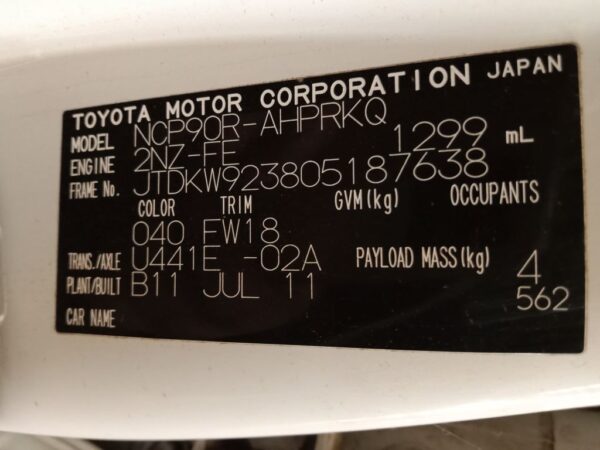 TOYOTA MOTOR CORPORATION JAPAN
MODEL NCP90R-AHPRKQ
ENGINE 2NZ-FE 1299 mL
FRAME No. JTDKW923805187638
COLOR TRIM GVM(kg) OCCUPANTS
040 FW18
TRANS./AXLE U441E -02A PAYLOAD MASS(kg) 4
PLANT/BUILT B11 JUL 11 562
CAR NAME